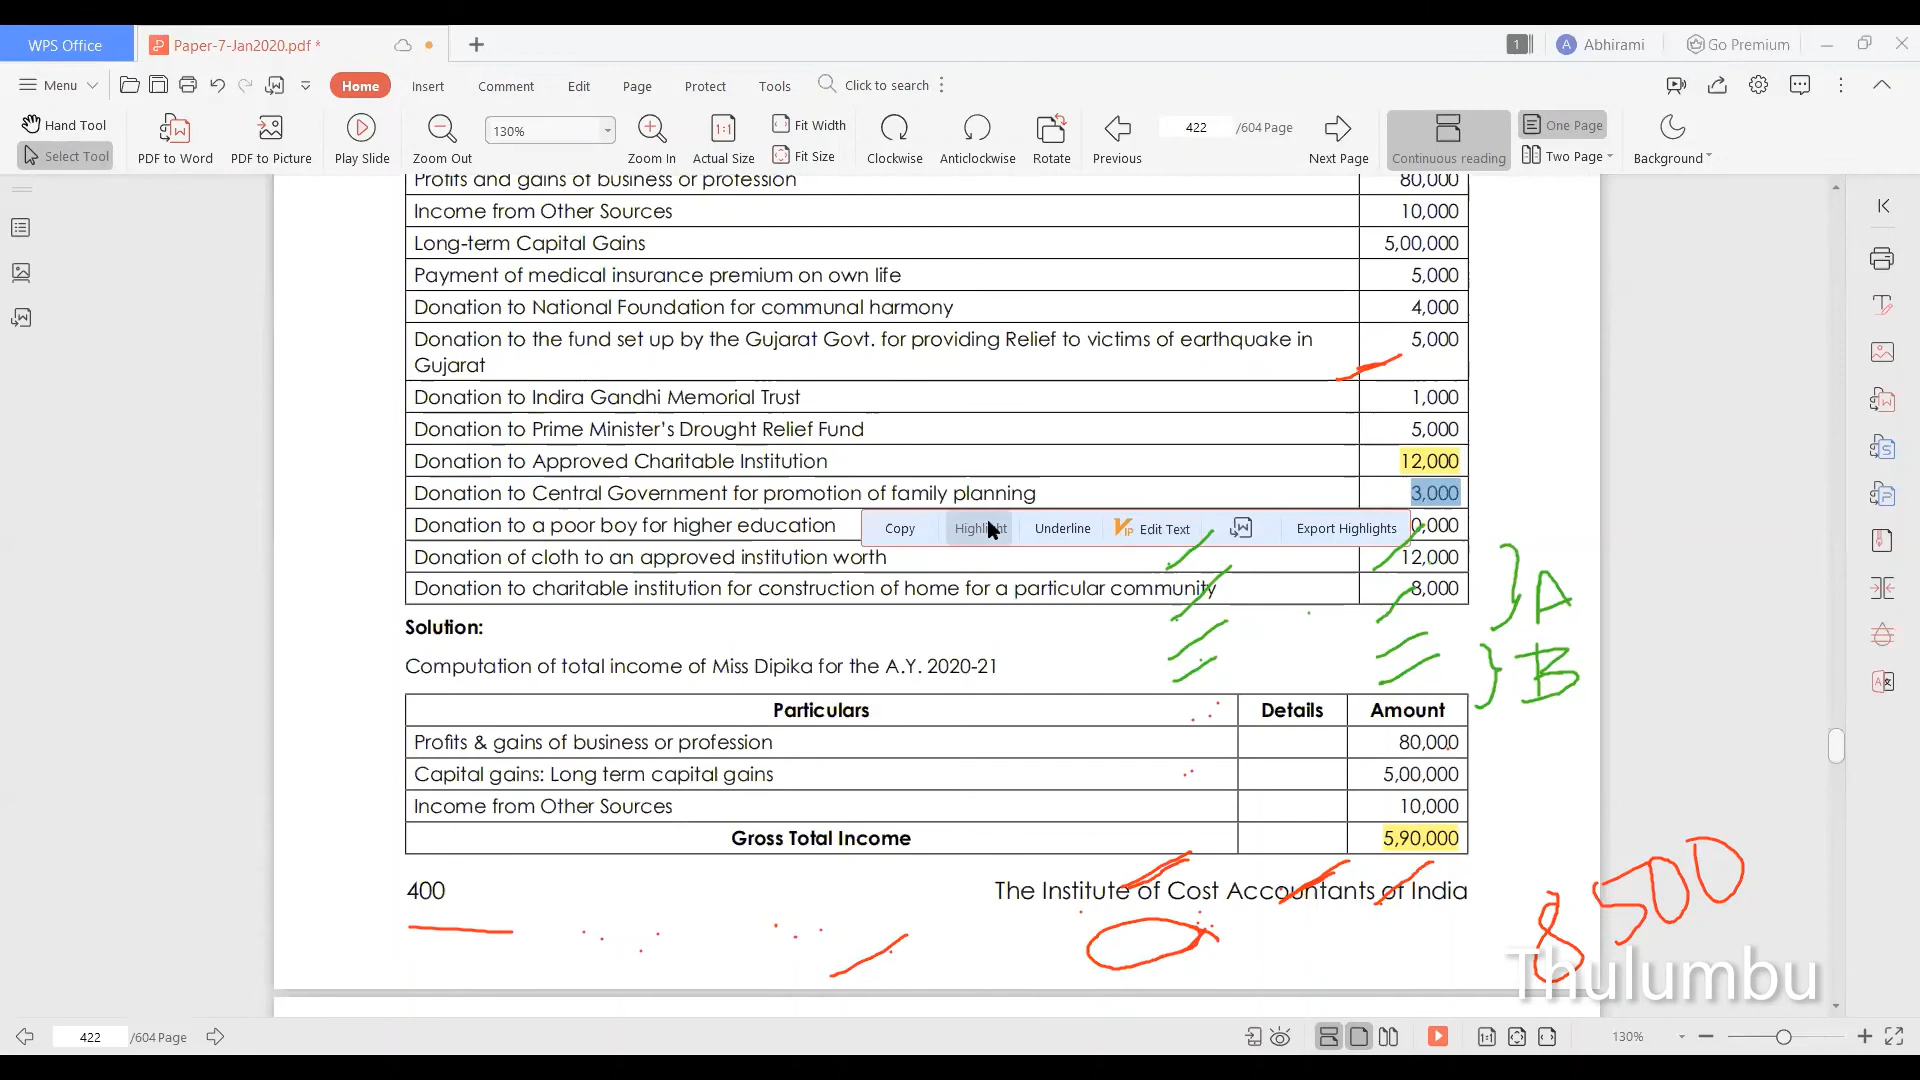 WPS Office
Paper-7-Jan2020.pdf *
1
A Abhirami
Go Premium
Menu
Home
Insert
Comment
Edit
Page
Protect
Tools
Click to search
Hand Tool
Select Tool
PDF to Word
PDF to Picture
Play Slide
Zoom Out
130%
Zoom In
1:1
Actual Size
Fit Width
Fit Size
Clockwise
Anticlockwise
Rotate
Previous
422 /604 Page
Next Page
Continuous reading
One Page
Two Page
Background
Profits and gains of business or profession 80,000
Income from Other Sources 10,000
Long-term Capital Gains 5,00,000
Payment of medical insurance premium on own life 5,000
Donation to National Foundation for communal harmony 4,000
Donation to the fund set up by the Gujarat Govt. for providing Relief to victims of earthquake in 5,000
Gujarat
Donation to Indira Gandhi Memorial Trust 1,000
Donation to Prime Minister's Drought Relief Fund 5,000
Donation to Approved Charitable Institution 12,000
Donation to Central Government for promotion of family planning 3,000
Donation to a poor boy for higher education 0,000
Copy Highlight Underline Edit Text Export Highlights
Donation of cloth to an approved institution worth 12,000
Donation to charitable institution for construction of home for a particular community 8,000
A
Solution:
B
Computation of total income of Miss Dipika for the A.Y. 2020-21
Particulars Details Amount
Profits & gains of business or profession 80,000
Capital gains: Long term capital gains 5,00,000
Income from Other Sources 10,000
Gross Total Income 5,90,000
400 The Institute of Cost Accountants of India
8500
Thulumbu
422 /604 Page
130%